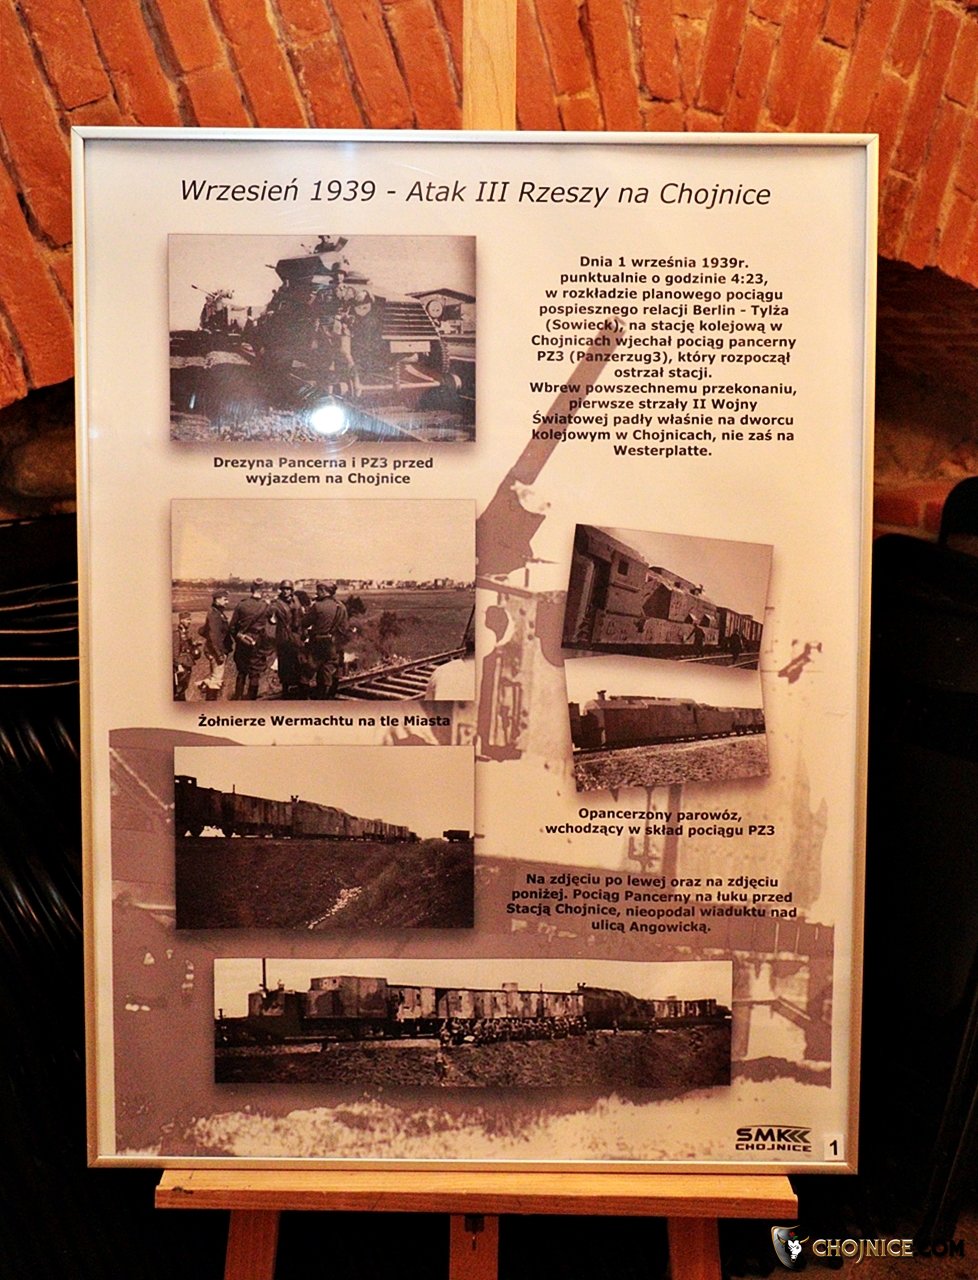 Wrzesień 1939 - Atak III Rzeszy na Chojnice
Dnia 1 września 1939r.
punktualnie o godzinie 4:23,
w rozkładzie planowego pociągu
pospiesznego relacji Berlin - Tylża
(Sowieck), na stację kolejową w
Chojnicach wjechał pociąg pancerny
PZ3 (Panzerzug3), który rozpoczął
ostrzał stacji.
Wbrew powszechnemu przekonaniu,
pierwsze strzały II Wojny
Światowej padły właśnie na dworcu
kolejowym w Chojnicach, nie zaś na
Westerplatte.
Drezyna Pancerna i PZ3 przed
wyjazdem na Chojnice
Żołnierze Wermachtu na tle Miasta
Opancerzony parowóz,
wchodzący w skład pociągu PZ3
Na zdjęciu po lewej oraz na zdjęciu
poniżej. Pociąg Pancerny na łuku przed
Stacją Chojnice, nieopodal wiaduktu nad
ulicą Angowicką.
SMK
CHOJNICE
1
CHOJNICE.COM